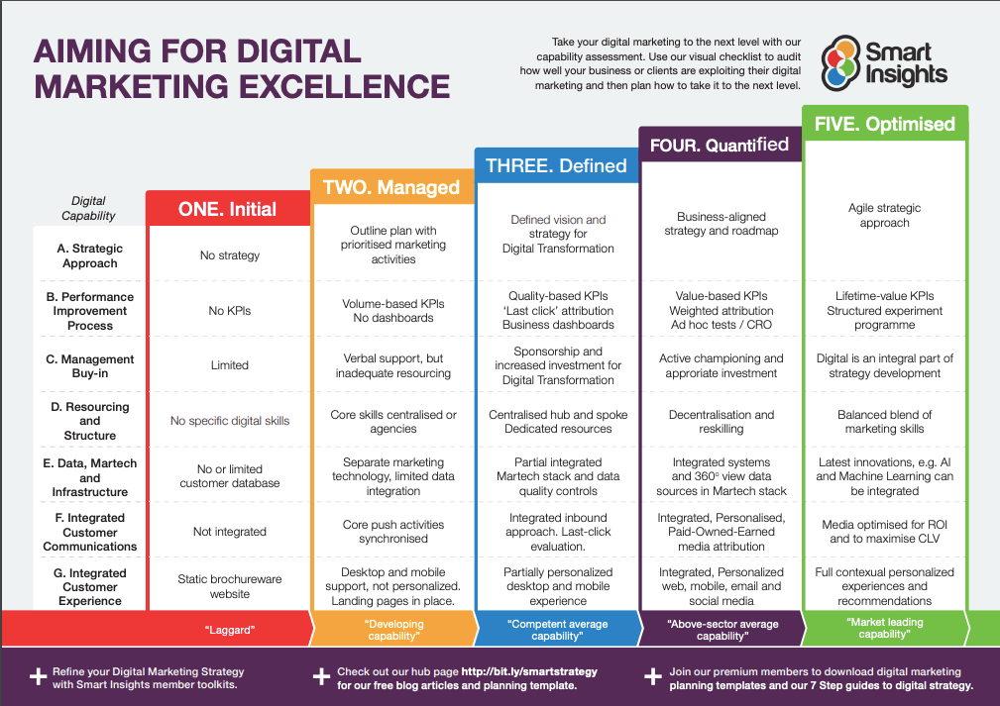 AIMING FOR DIGITAL
MARKETING EXCELLENCE
Take your digital marketing to the next level with our
capability assessment. Use our visual checklist to audit
how well your business or clients are exploiting their digital
marketing and then plan how to take it to the next level.
Smart
Insights
Digital
Capability
ONE. Initial
TWO. Managed
THREE. Defined
FOUR. Quantified
FIVE. Optimised
A. Strategic
Approach
No strategy
Outline plan with
prioritised marketing
activities
Defined vision and
strategy for
Digital Transformation
Business-aligned
strategy and roadmap
Agile strategic
approach
B. Performance
Improvement
Process
No KPIs
Volume-based KPIs
No dashboards
Quality-based KPIs
‘Last click’ attribution
Business dashboards
Value-based KPIs
Weighted attribution
Ad hoc tests / CRO
Lifetime-value KPIs
Structured experiment
programme
C. Management
Buy-in
Limited
Verbal support, but
inadequate resourcing
Sponsorship and
increased investment for
Digital Transformation
Active championing and
approriate investment
Digital is an integral part of
strategy development
D. Resourcing
and
Structure
No specific digital skills
Core skills centralised or
agencies
Centralised hub and spoke
Dedicated resources
Decentralisation and
reskilling
Balanced blend of
marketing skills
E. Data, Martech
and
Infrastructure
No or limited
customer database
Separate marketing
technology, limited data
integration
Partial integrated
Martech stack and data
quality controls
Integrated systems
and 360º view data
sources in Martech stack
Latest innovations, e.g. AI
and Machine Learning can
be integrated
F. Integrated
Customer
Communications
Not integrated
Core push activities
synchronised
Integrated inbound
approach. Last-click
evaluation.
Integrated, Personalised,
Paid-Owned-Earned
media attribution
Media optimised for ROI
and to maximise CLV
G. Integrated
Customer
Experience
Static brochureware
website
Desktop and mobile
support, not personalized.
Landing pages in place.
Partially personalized
desktop and mobile
experience
Integrated, Personalized
web, mobile, email and
social media
Full contexual personalized
experiences and
recommendations
“Laggard”
“Developing
capability”
“Competent average
capability”
“Above-sector average
capability”
“Market leading
capability”
Refine your Digital Marketing Strategy
with Smart Insights member toolkits.
Check out our hub page http://bit.ly/smartstrategy
for our free blog articles and planning template.
Join our premium members to download digital marketing
planning templates and our 7 Step guides to digital strategy.